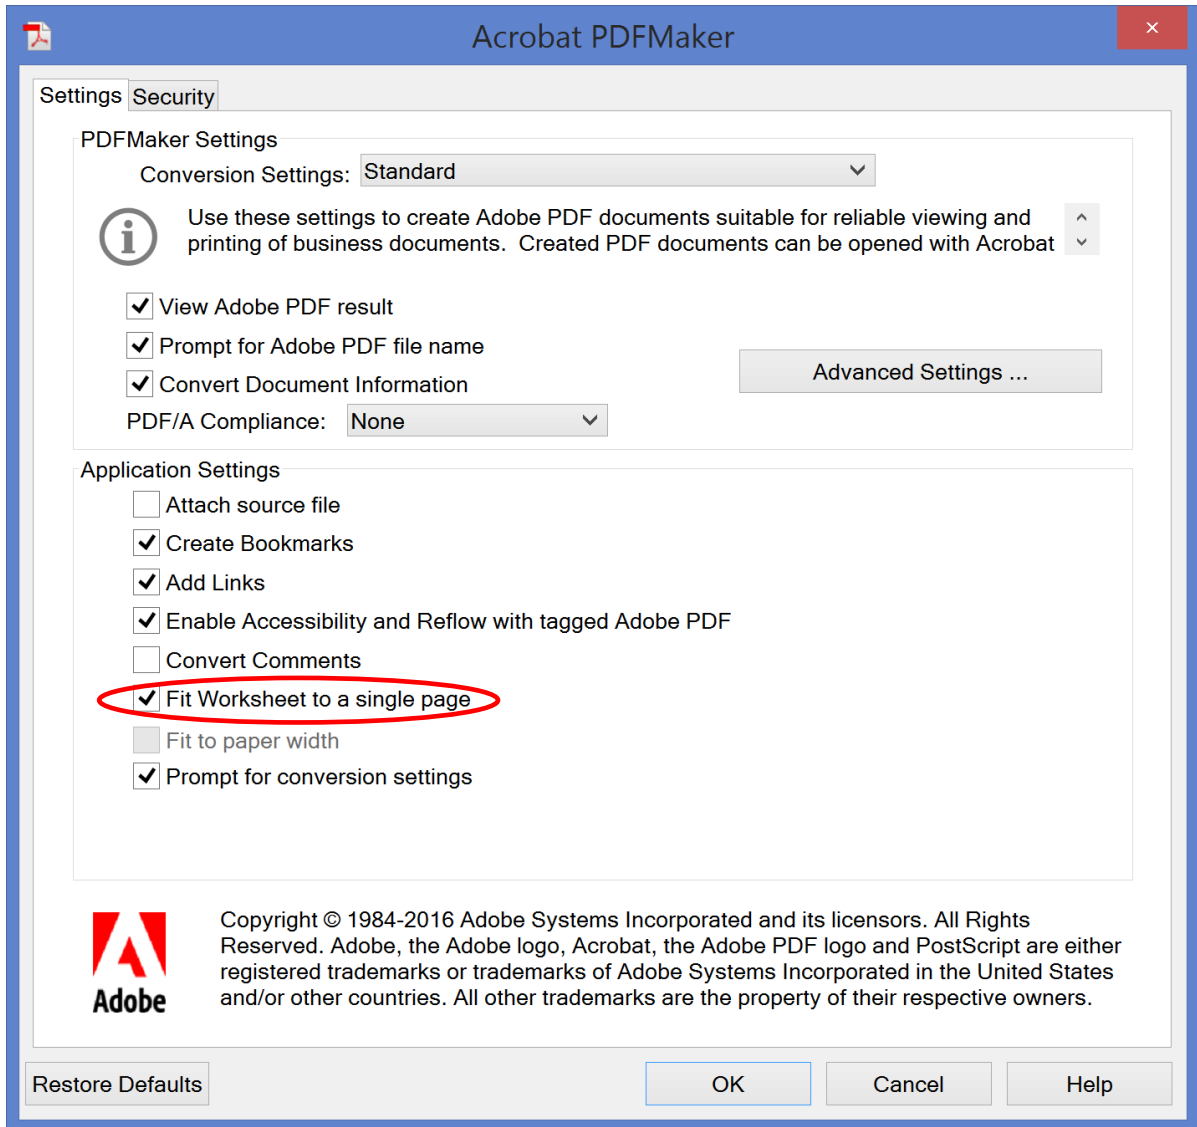 Acrobat PDFMaker
Settings Security
PDFMaker Settings
Conversion Settings: Standard
Use these settings to create Adobe PDF documents suitable for reliable viewing and
printing of business documents.  Created PDF documents can be opened with Acrobat
View Adobe PDF result
Prompt for Adobe PDF file name
Convert Document Information
Advanced Settings ...
PDF/A Compliance: None
Application Settings
Attach source file
Create Bookmarks
Add Links
Enable Accessibility and Reflow with tagged Adobe PDF
Convert Comments
Fit Worksheet to a single page
Fit to paper width
Prompt for conversion settings
Adobe
Copyright © 1984-2016 Adobe Systems Incorporated and its licensors. All Rights
Reserved. Adobe, the Adobe logo, Acrobat, the Adobe PDF logo and PostScript are either
registered trademarks or trademarks of Adobe Systems Incorporated in the United States
and/or other countries. All other trademarks are the property of their respective owners.
Restore Defaults OK Cancel Help